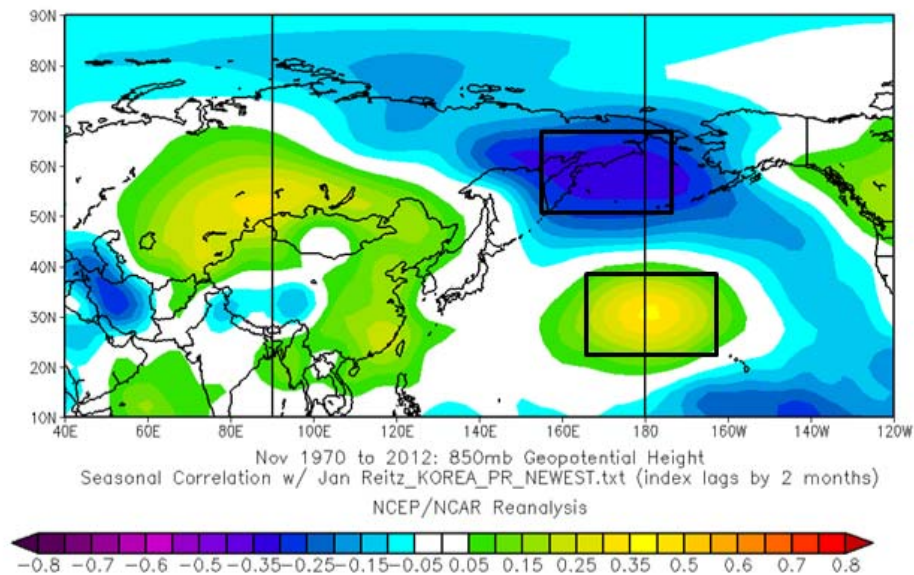 90N
80N
70N
60N
50N
40N
30N
20N
10N
40E 60E 80E 100E 120E 140E 160E 180 160W 140W 120W
Nov 1970 to 2012: 850mb Geopotential Height
Seasonal Correlation w/ Jan Reitz_KOREA_PR_NEWEST.txt (index lags by 2 months)
NCEP/NCAR Reanalysis
-0.8 -0.7 -0.6 -0.5 -0.35 -0.25 -0.15 -0.05 0.05 0.15 0.25 0.35 0.5 0.6 0.7 0.8